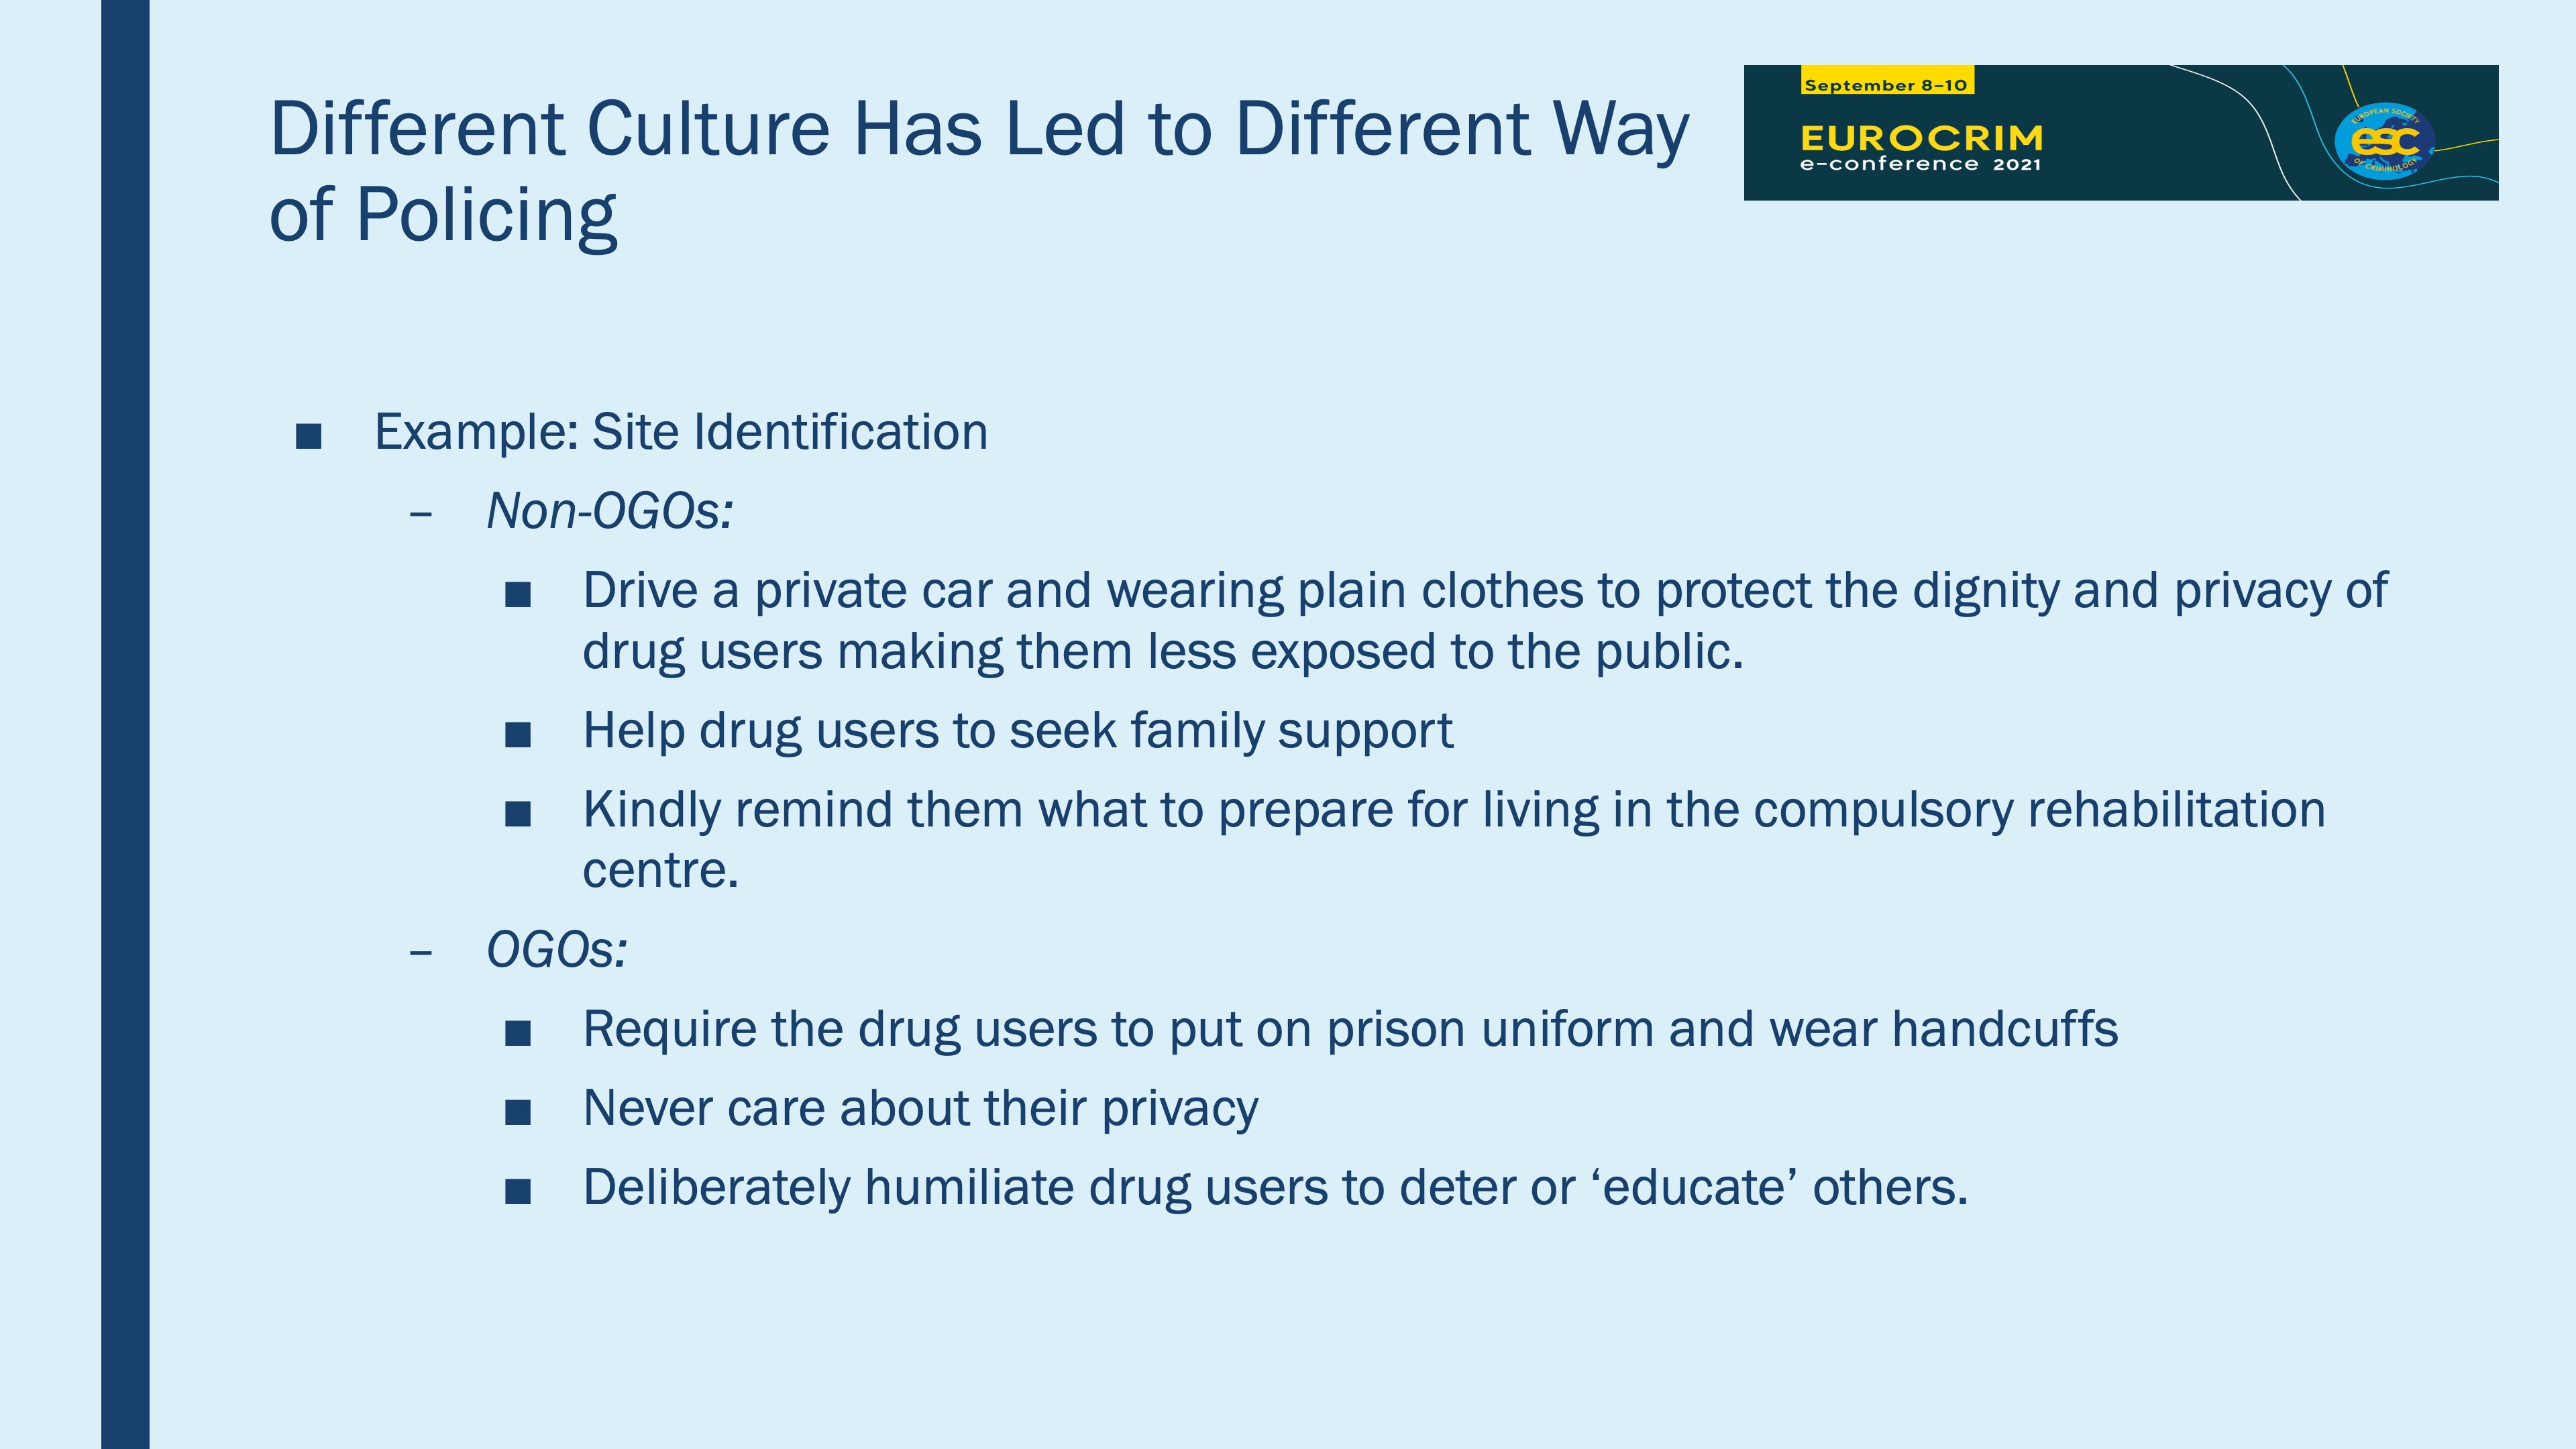 Different Culture Has Led to Different Way
of Policing
September 8–10
EUROCRIM
e-conference 2021
EUROPEAN SOCIETY
esc
OF CRIMINOLOGY
■ Example: Site Identification
– Non-OGOs:
■ Drive a private car and wearing plain clothes to protect the dignity and privacy of
drug users making them less exposed to the public.
■ Help drug users to seek family support
■ Kindly remind them what to prepare for living in the compulsory rehabilitation
centre.
– OGOs:
■ Require the drug users to put on prison uniform and wear handcuffs
■ Never care about their privacy
■ Deliberately humiliate drug users to deter or ‘educate’ others.